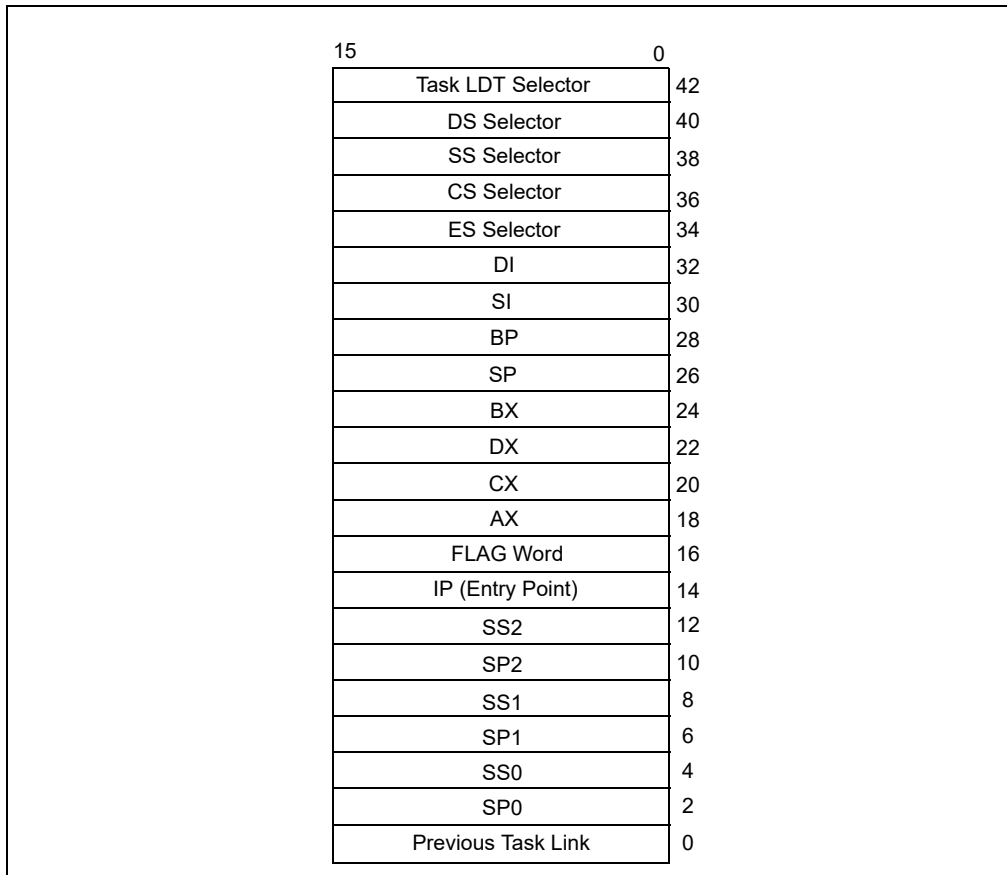 15 0
Task LDT Selector 42
DS Selector 40
SS Selector 38
CS Selector 36
ES Selector 34
DI 32
SI 30
BP 28
SP 26
BX 24
DX 22
CX 20
AX 18
FLAG Word 16
IP (Entry Point) 14
SS2 12
SP2 10
SS1 8
SP1 6
SS0 4
SP0 2
Previous Task Link 0